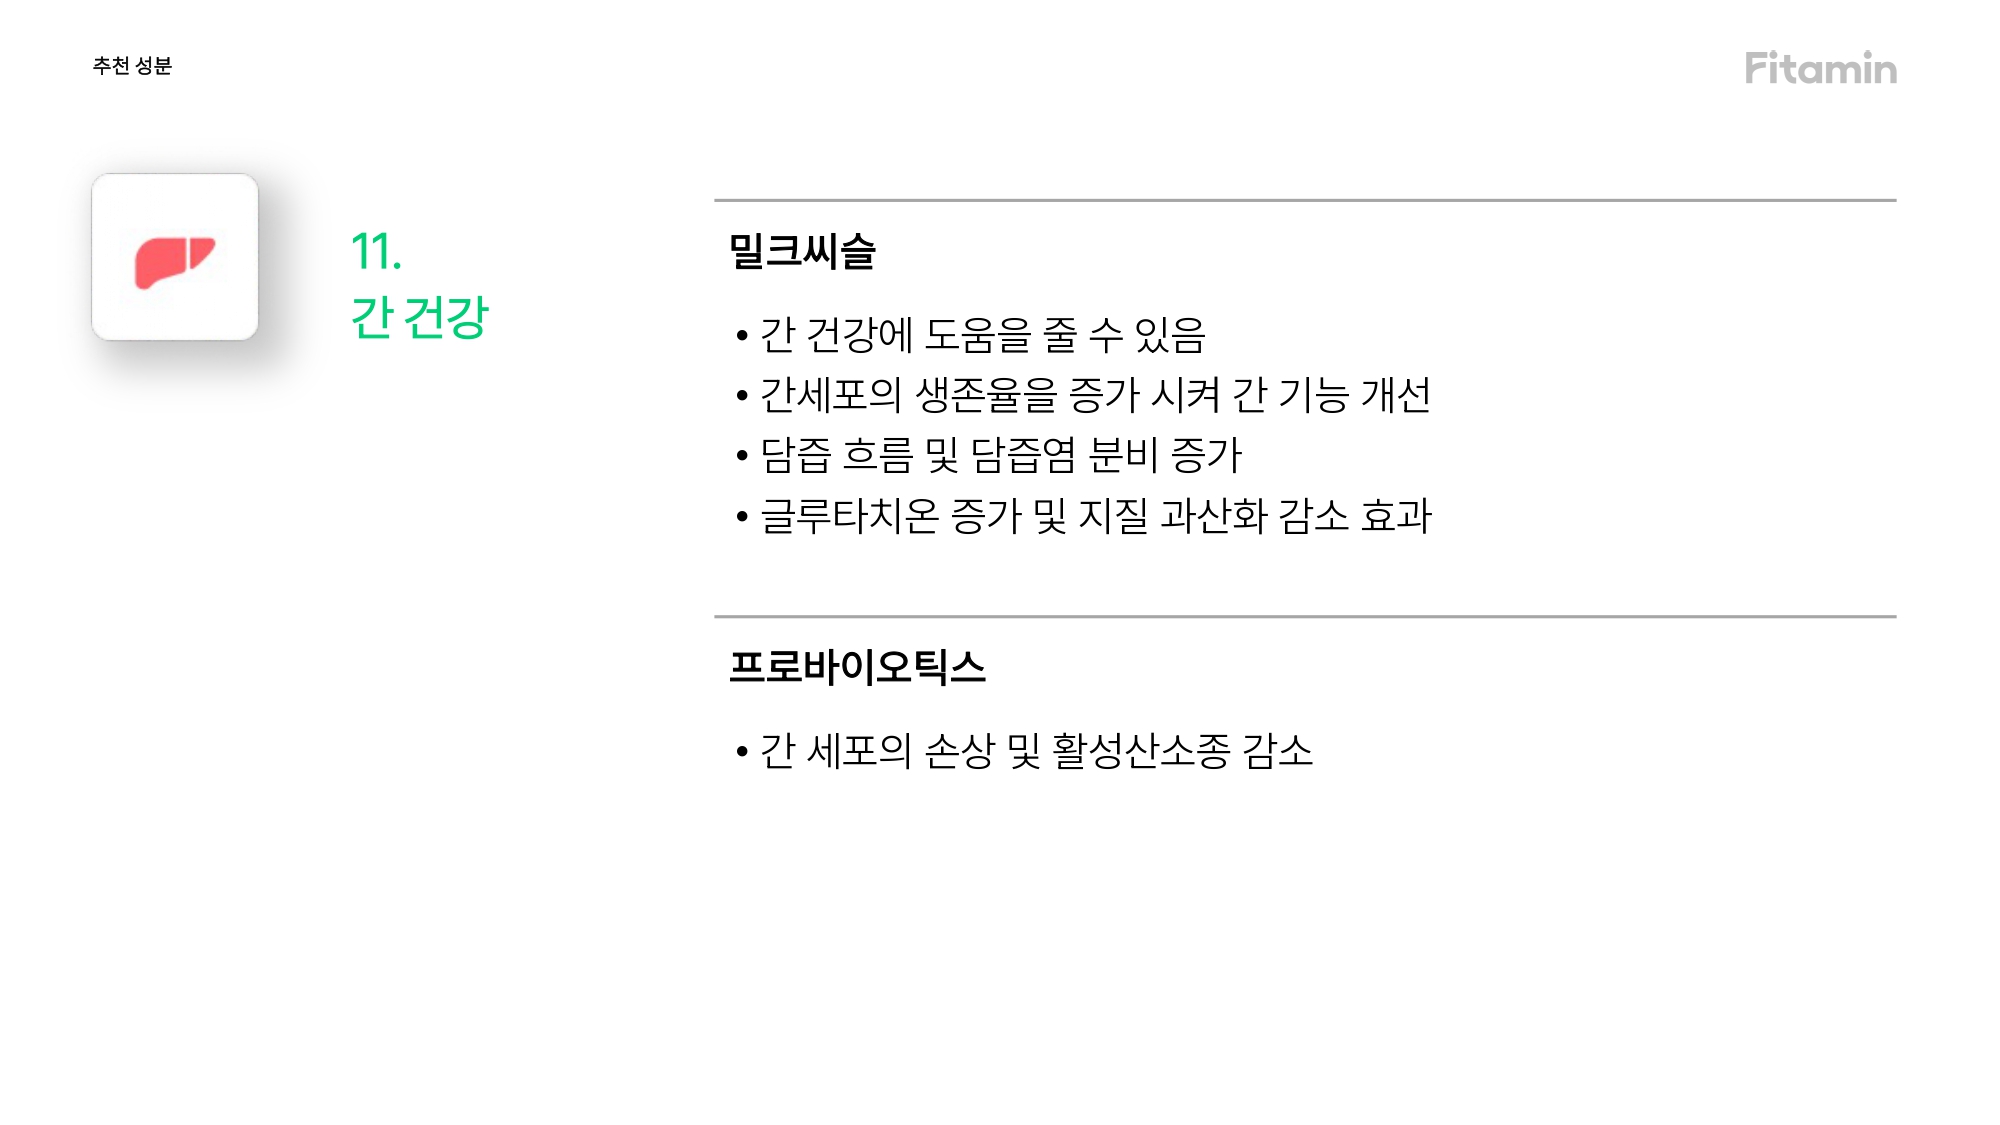 추천 성분
Fitamin
11.
간 건강
밀크씨슬
• 간 건강에 도움을 줄 수 있음
• 간세포의 생존율을 증가 시켜 간 기능 개선
• 담즙 흐름 및 담즙염 분비 증가
• 글루타치온 증가 및 지질 과산화 감소 효과
프로바이오틱스
• 간 세포의 손상 및 활성산소종 감소